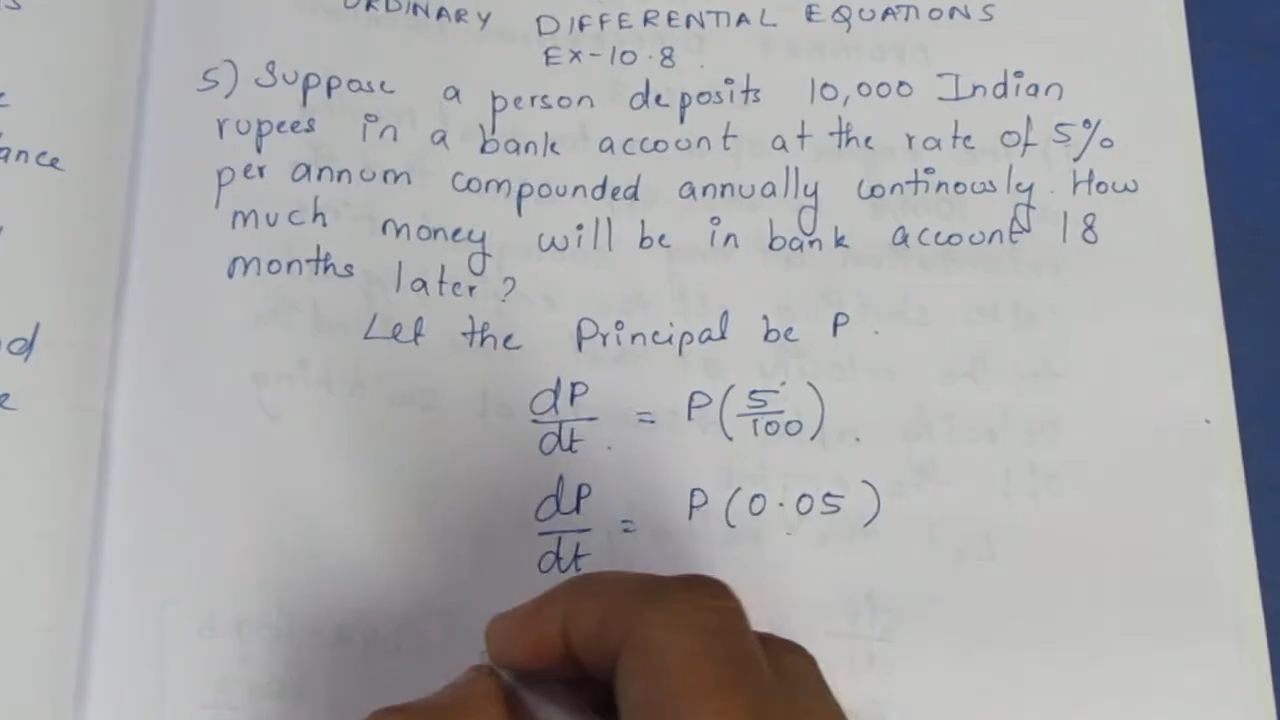 ORDINARY DIFFERENTIAL EQUATIONS
EX-10.8
5) Suppose a person deposits 10,000 Indian
rupees in a bank account at the rate of 5%
per annum compounded annually continously. How
much money will be in bank account 18
months later?
Let the Principal be P.
dP/dt = P(5/100).
dP/dt = P(0.05)
ance